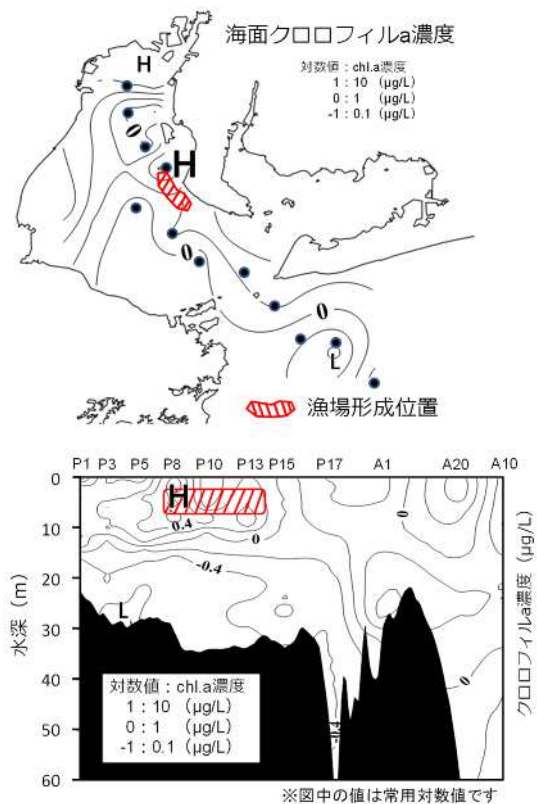 海面クロロフィルa濃度
対数値：chl.a濃度
1：10 （μg/L）
0：1 （μg/L）
-1：0.1 （μg/L）
H
0
H
0
0
L
漁場形成位置
P1 P3 P5 P8 P10 P13 P15 P17 A1 A20 A10
0
10
20
30
40
50
60
水深（m）
H
0.4
0
-0.4
L
0
0
-0.4
クロロフィルa濃度（μg/L）
対数値：chl.a濃度
1：10 （μg/L）
0：1 （μg/L）
-1：0.1 （μg/L）
※図中の値は常用対数値です